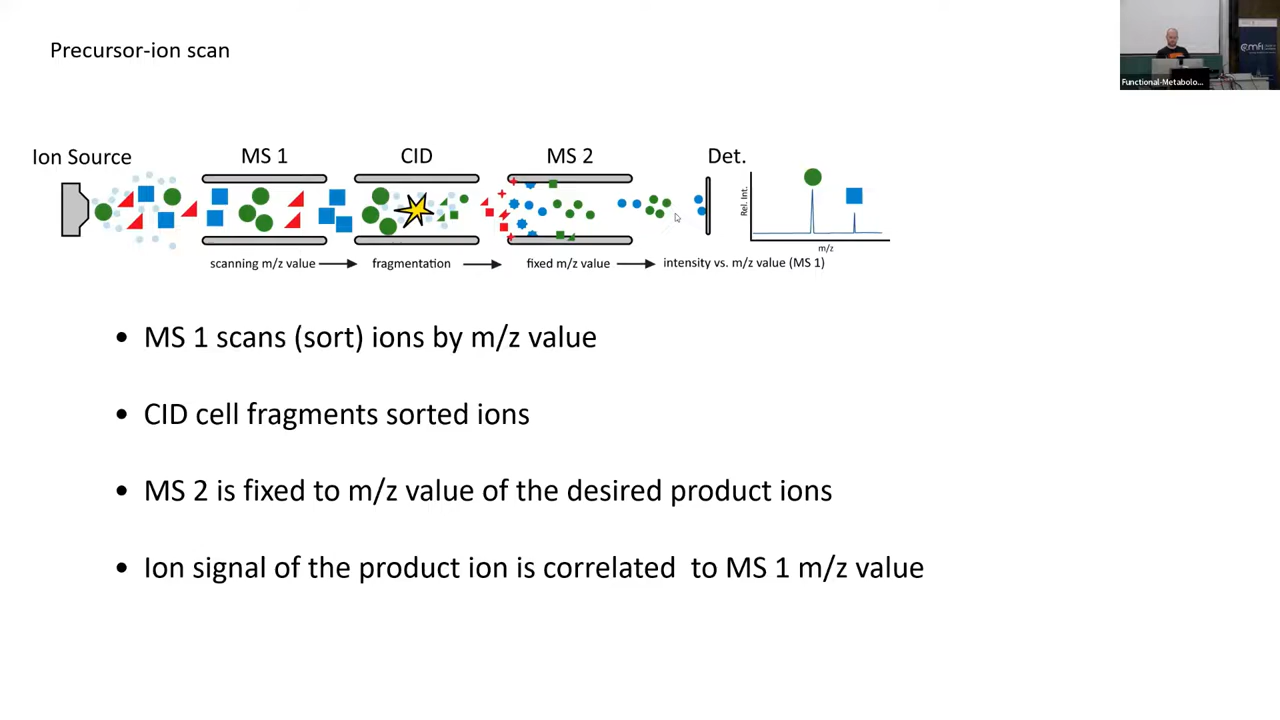 Precursor-ion scan
cmfi
Functional-Metabolo...
Ion Source
MS 1
CID
MS 2
Det.
Rel. Int.
m/z
scanning m/z value
fragmentation
fixed m/z value
intensity vs. m/z value (MS 1)
• MS 1 scans (sort) ions by m/z value
• CID cell fragments sorted ions
• MS 2 is fixed to m/z value of the desired product ions
• Ion signal of the product ion is correlated  to MS 1 m/z value